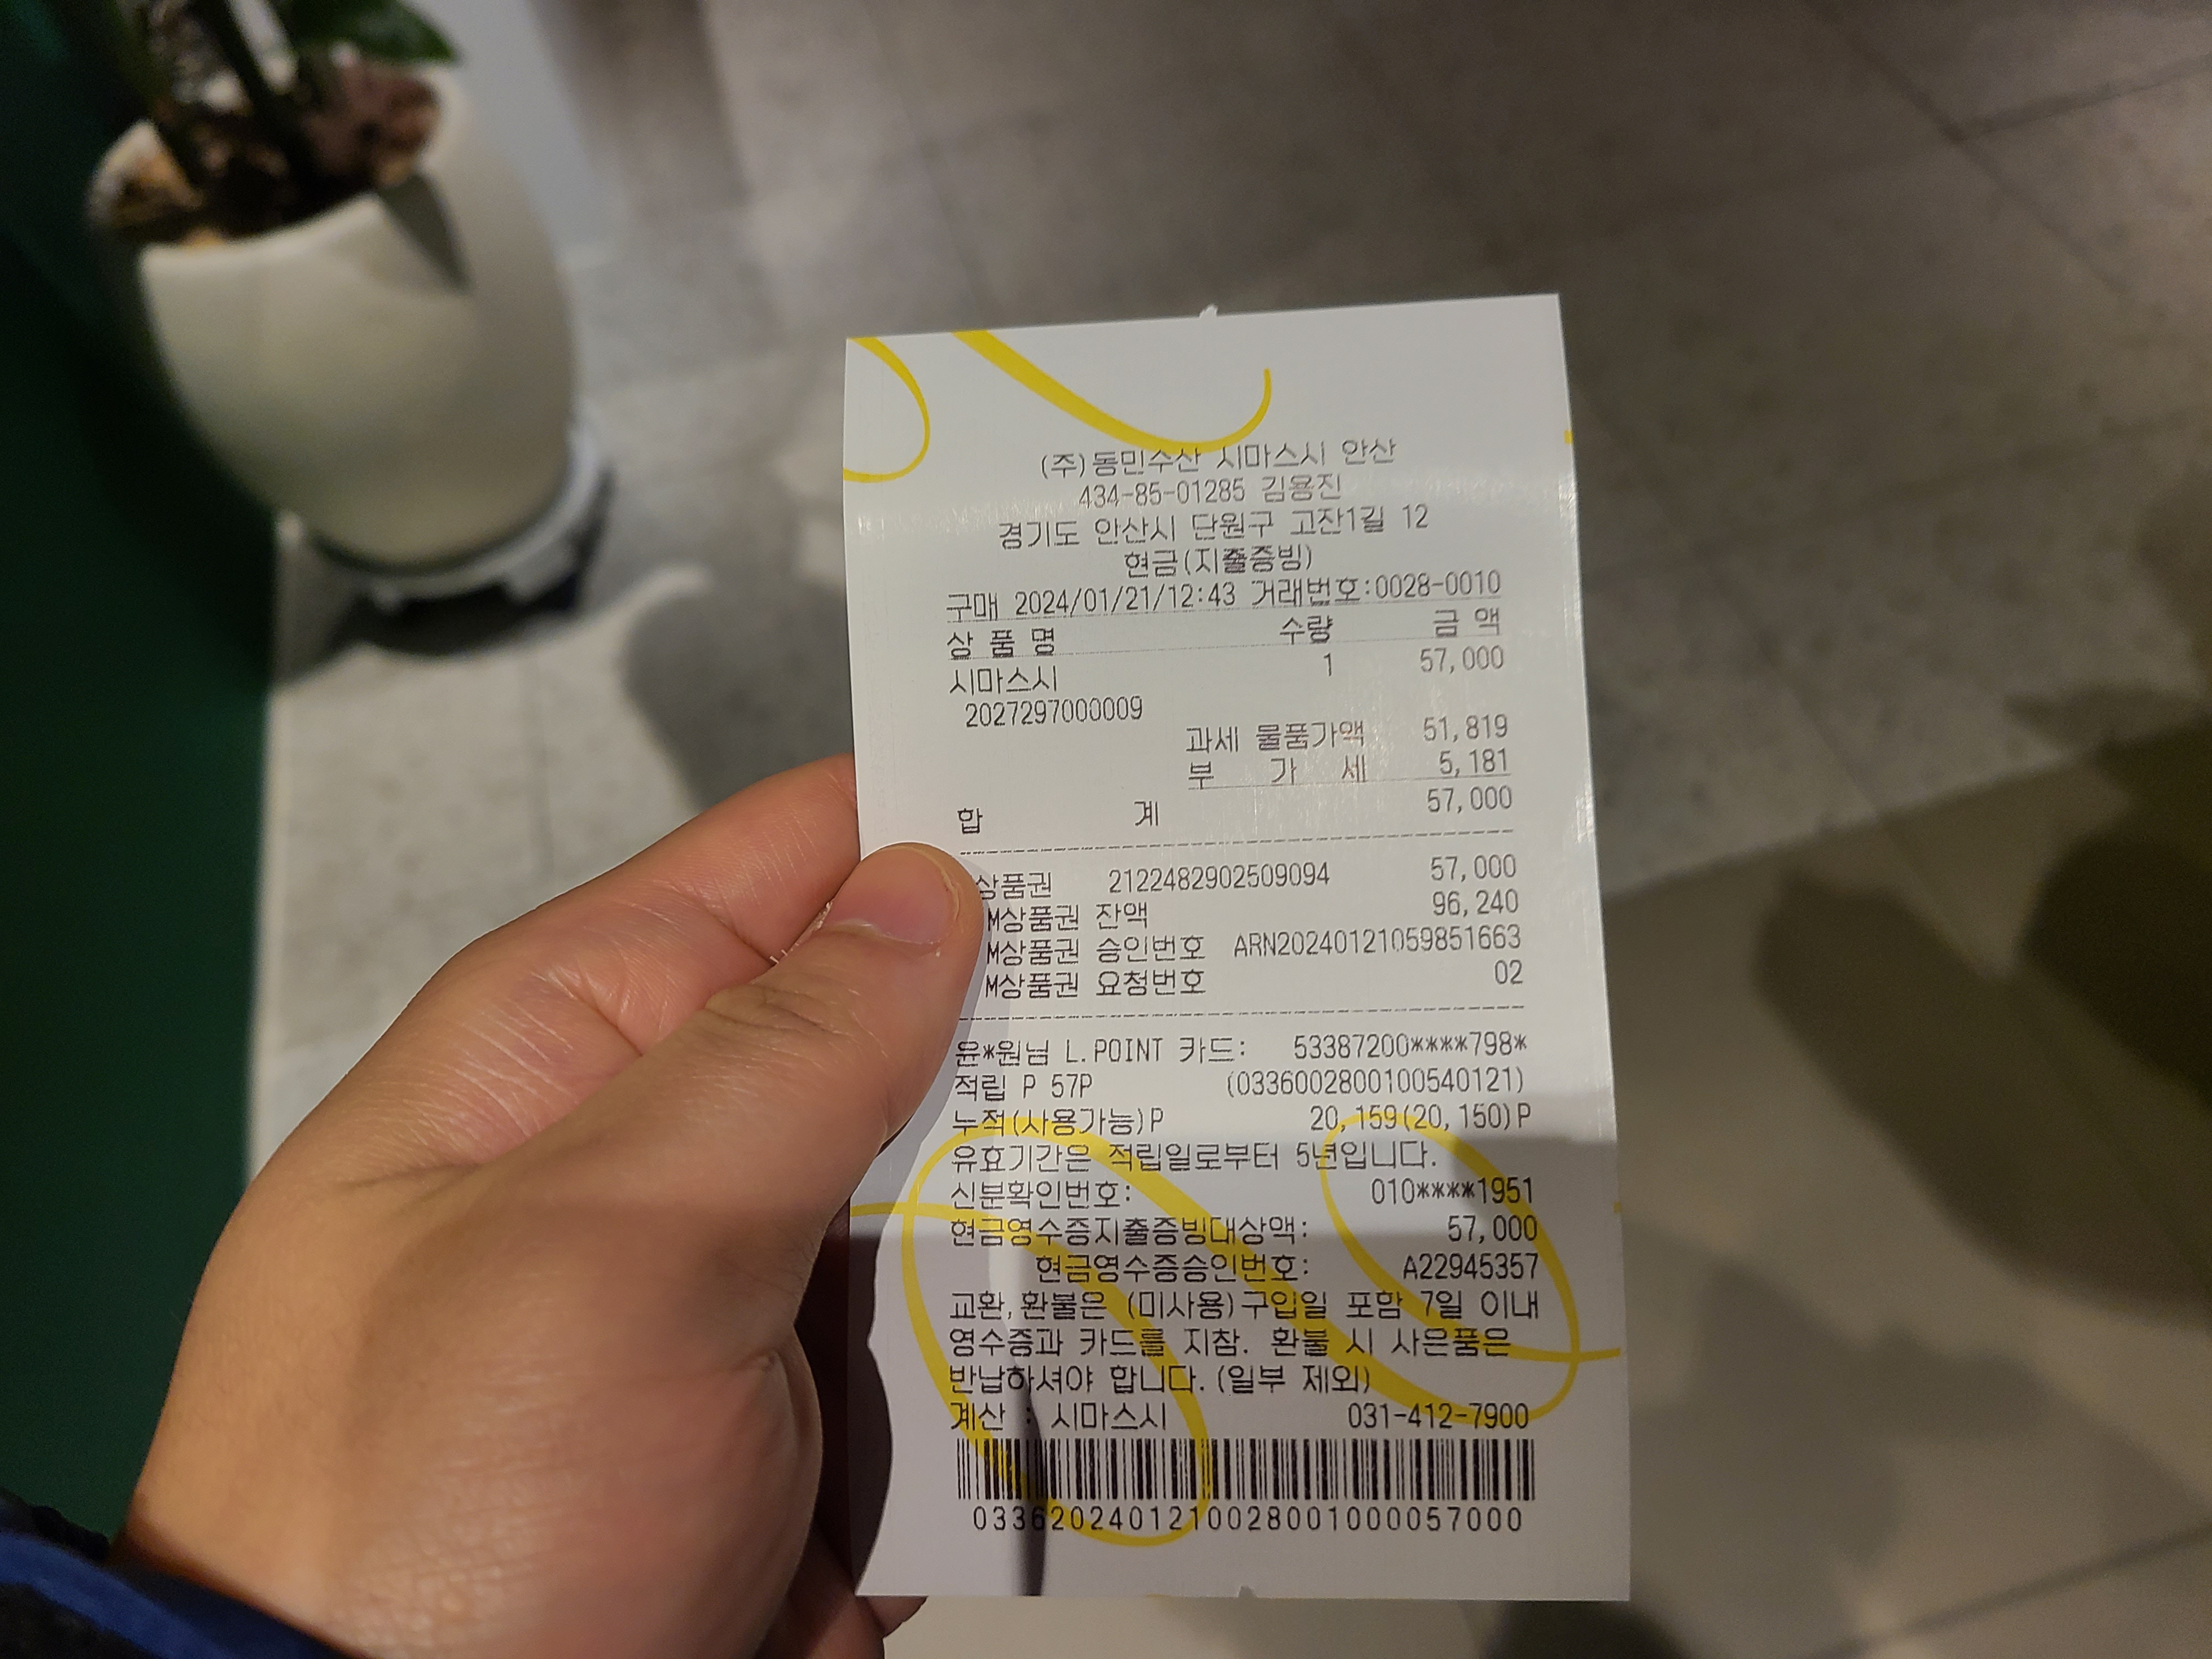 (주)동민수산 시마스시 안산
434-85-01285 김용진
경기도 안산시 단원구 고잔1길 12
현금(지출증빙)
구매 2024/01/21/12:43 거래번호:0028-0010
상 품 명 수량 금 액
시마스시 1 57,000
2027297000009
과세 물품가액 51,819
부 가 세 5,181
합 계 57,000
상품권 2122482902509094 57,000
M상품권 잔액 96,240
M상품권 승인번호 ARN20240121059851663
M상품권 요청번호 02
윤*원님 L.POINT 카드: 53387200****798*
적립 P 57P (0336002800100540121)
누적(사용가능)P 20,159(20,150)P
유효기간은 적립일로부터 5년입니다.
신분확인번호: 010****1951
현금영수증지출증빙대상액: 57,000
현금영수증승인번호: A22945357
교환,환불은 (미사용)구입일 포함 7일 이내
영수증과 카드를 지참. 환불 시 사은품은
반납하셔야 합니다.(일부 제외)
계산 : 시마스시 031-412-7900
0336202401210028001000057000